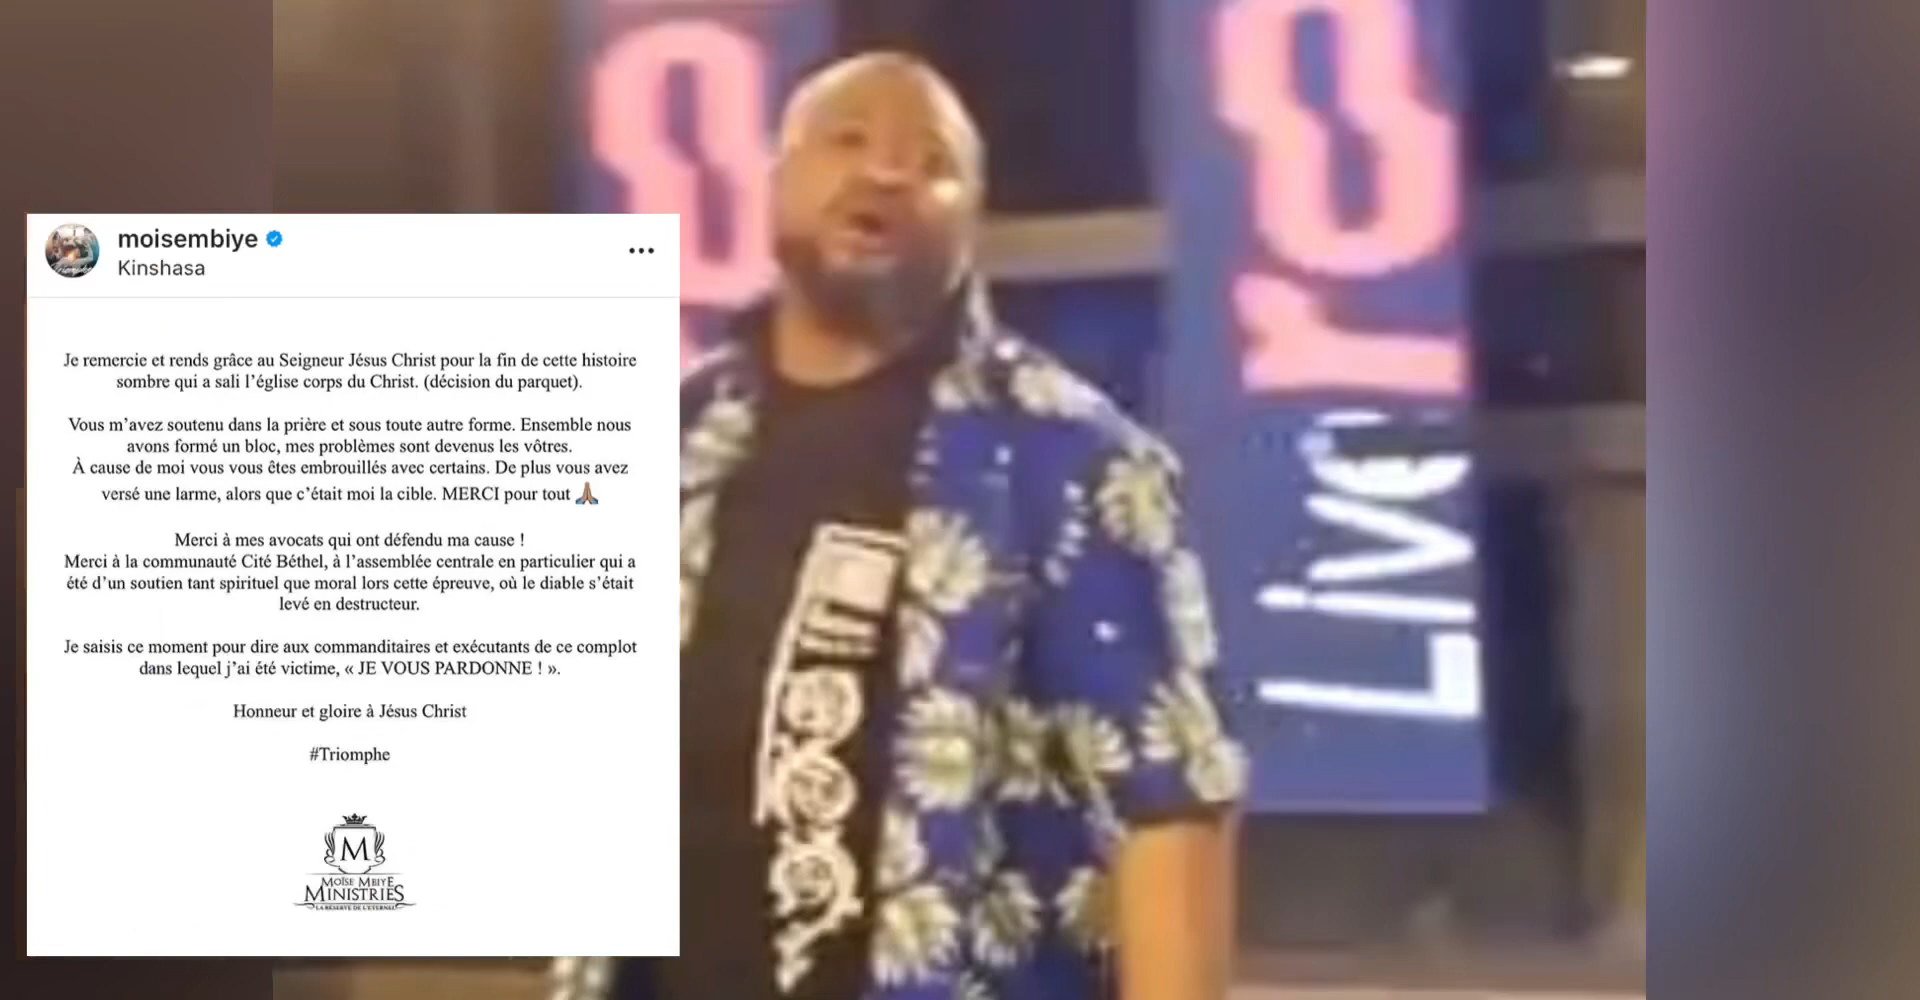 moisembiye
Kinshasa
Je remercie et rends grâce au Seigneur Jésus Christ pour la fin de cette histoire
sombre qui a sali l’église corps du Christ. (décision du parquet).
Vous m’avez soutenu dans la prière et sous toute autre forme. Ensemble nous
avons formé un bloc, mes problèmes sont devenus les vôtres.
À cause de moi vous vous êtes embrouillés avec certains. De plus vous avez
versé une larme, alors que c’était moi la cible. MERCI pour tout 🙏🏽
Merci à mes avocats qui ont défendu ma cause !
Merci à la communauté Cité Béthel, à l’assemblée centrale en particulier qui a
été d’un soutien tant spirituel que moral lors cette épreuve, où le diable s’était
levé en destructeur.
Je saisis ce moment pour dire aux commanditaires et exécutants de ce complot
dans lequel j’ai été victime, « JE VOUS PARDONNE ! ».
Honneur et gloire à Jésus Christ
#Triomphe
M
MOÏSE MBIYE
MINISTRIES
LA RÉSERVE DE L'ETERNEL
Live